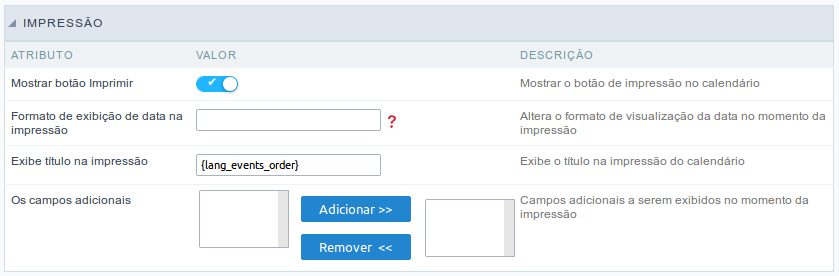 IMPRESSÃO
ATRIBUTO VALOR DESCRIÇÃO
Mostrar botão Imprimir Mostrar o botão de impressão no calendário
Formato de exibição de data na ? Altera o formato de visualização da data no momento da
impressão impressão
Exibe título na impressão {lang_events_order} Exibe o título na impressão do calendário
Os campos adicionais Adicionar >> Campos adicionais a serem exibidos no momento da
impressão
Remover <<